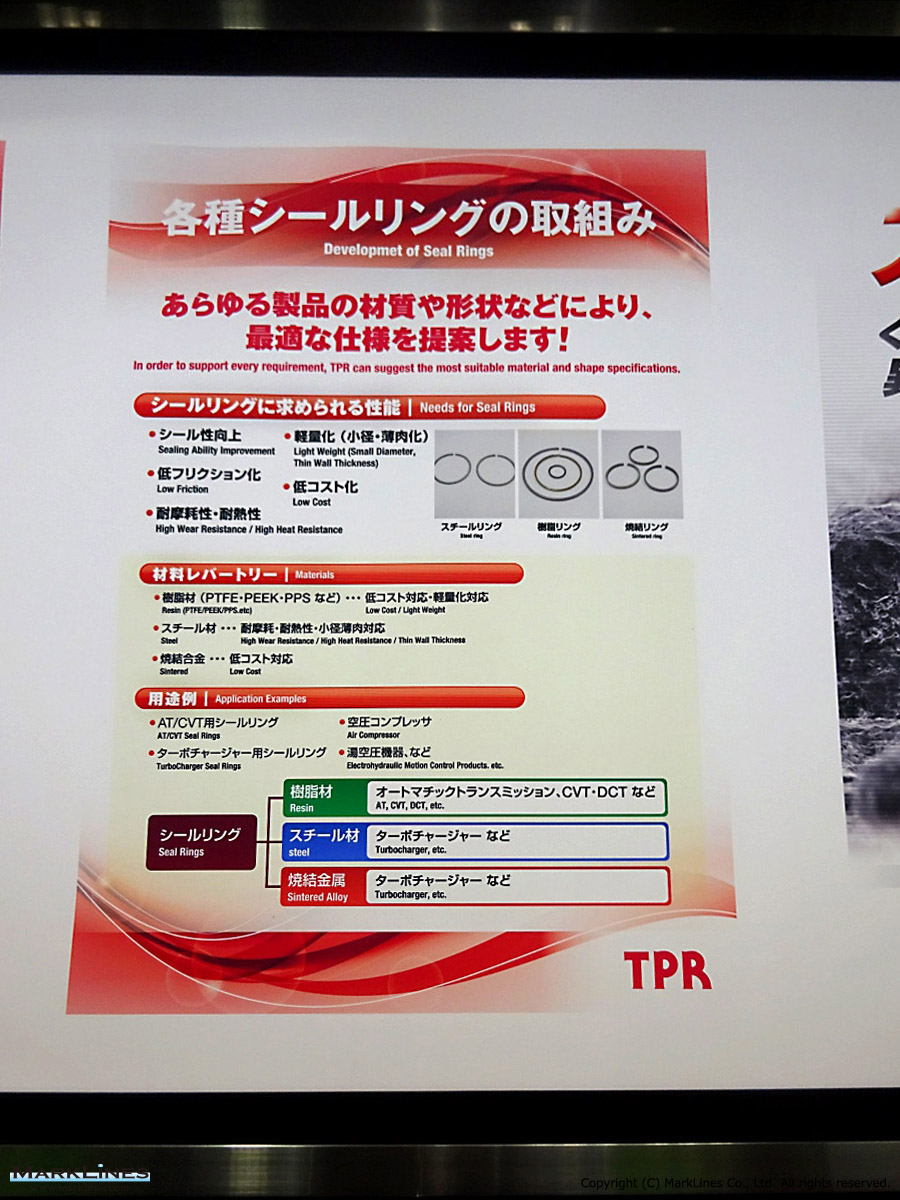 各種シールリングの取組み
Developmet of Seal Rings
あらゆる製品の材質や形状などにより、
最適な仕様を提案します!
In order to support every requirement, TPR can suggest the most suitable material and shape specifications.
シールリングに求められる性能 | Needs for Seal Rings
•シール性向上
Sealing Ability Improvement
•低フリクション化
Low Friction
•耐摩耗性・耐熱性
High Wear Resistance / High Heat Resistance
•軽量化(小径・薄肉化)
Light Weight (Small Diameter,
Thin Wall Thickness)
•低コスト化
Low Cost
スチールリング
Steel ring
樹脂リング
Resin ring
焼結リング
Sintered ring
材料レパートリー | Materials
•樹脂材(PTFE・PEEK・PPS など)・・・ 低コスト対応・軽量化対応
Resin (PTFE/PEEK/PPS.etc) Low Cost / Light Weight
•スチール材 ・・・ 耐摩耗・耐熱性・小径薄肉対応
Steel High Wear Resistance / High Heat Resistance / Thin Wall Thickness
•焼結合金 ・・・ 低コスト対応
Sintered Low Cost
用途例 | Application Examples
•AT/CVT用シールリング
AT/CVT Seal Rings
•ターボチャージャー用シールリング
TurboCharger Seal Rings
•空圧コンプレッサ
Air Compressor
•湯空圧機器、など
Electrohydraulic Motion Control Products. etc.
シールリング
Seal Rings
樹脂材
Resin
オートマチックトランスミッション、CVT・DCT など
AT, CVT, DCT, etc.
スチール材
steel
ターボチャージャー など
Turbocharger, etc.
焼結金属
Sintered Alloy
ターボチャージャー など
Turbocharger, etc.
TPR
MARKLINES
Copyright (C) MarkLines Co., Ltd. All rights reserved.